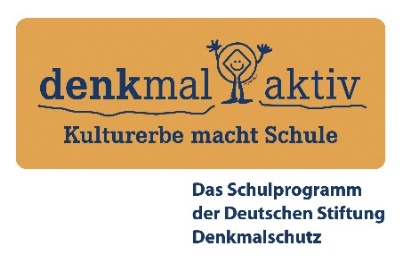 denkmal aktiv
Kulturerbe macht Schule
Das Schulprogramm
der Deutschen Stiftung
Denkmalschutz